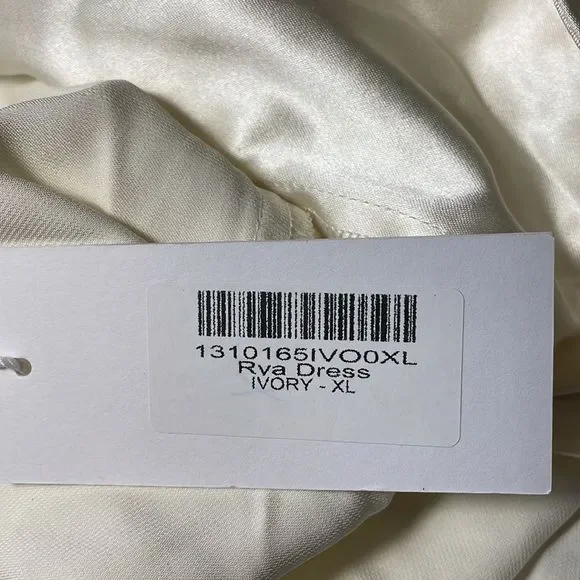 1310165IVO0XL
Rva Dress
IVORY - XL